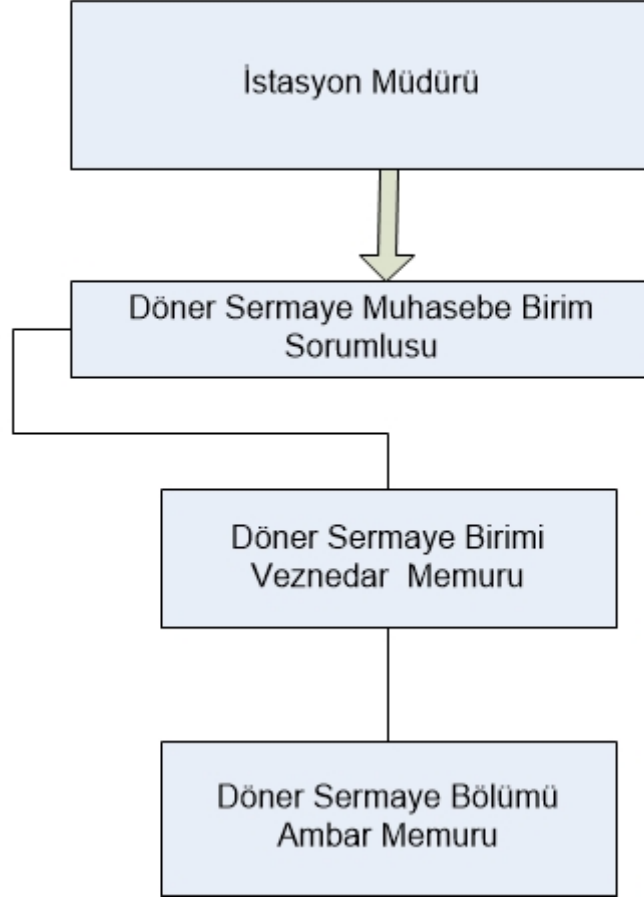 İstasyon Müdürü
Döner Sermaye Muhasebe Birim
Sorumlusu
Döner Sermaye Birimi
Veznedar  Memuru
Döner Sermaye Bölümü
Ambar Memuru